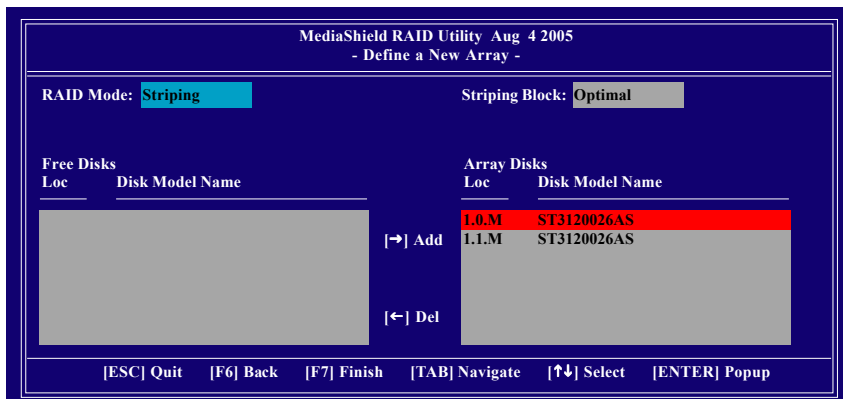 MediaShield RAID Utility  Aug  4 2005
- Define a New Array -
RAID Mode: Striping
Striping Block: Optimal
Free Disks
Loc Disk Model Name
Array Disks
Loc Disk Model Name
[→] Add
1.0.M ST3120026AS
1.1.M ST3120026AS
[←] Del
[ESC] Quit [F6] Back [F7] Finish [TAB] Navigate [↑↓] Select [ENTER] Popup